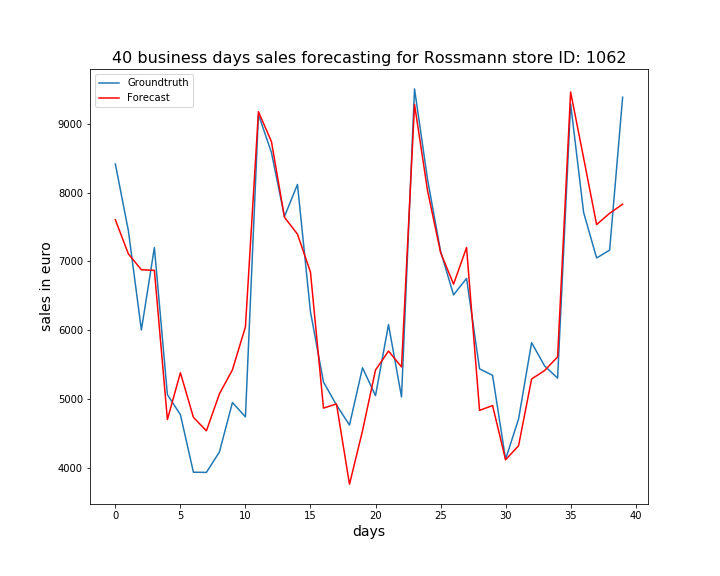 40 business days sales forecasting for Rossmann store ID: 1062
Groundtruth
Forecast
9000
8000
7000
6000
5000
4000
sales in euro
0 5 10 15 20 25 30 35 40
days